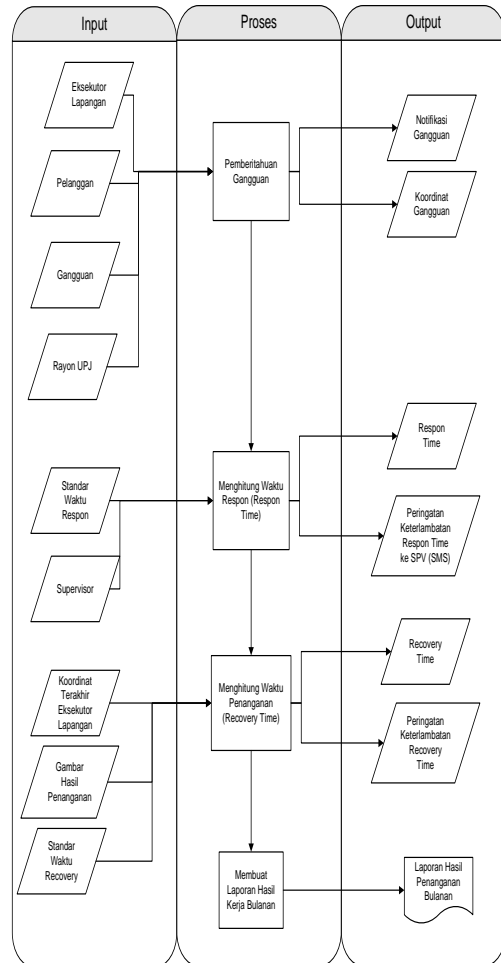 Input
Proses
Output
Eksekutor
Lapangan
Pelanggan
Gangguan
Rayon UPJ
Pemberitahuan
Gangguan
Notifikasi
Gangguan
Koordinat
Gangguan
Standar
Waktu
Respon
Supervisor
Menghitung Waktu
Respon (Respon
Time)
Respon
Time
Peringatan
Keterlambatan
Respon Time
ke SPV (SMS)
Koordinat
Terakhir
Eksekutor
Lapangan
Gambar
Hasil
Penanganan
Standar
Waktu
Recovery
Menghitung Waktu
Penanganan
(Recovery Time)
Recovery
Time
Peringatan
Keterlambatan
Recovery
Time
Membuat
Laporan Hasil
Kerja Bulanan
Laporan Hasil
Penanganan
Bulanan